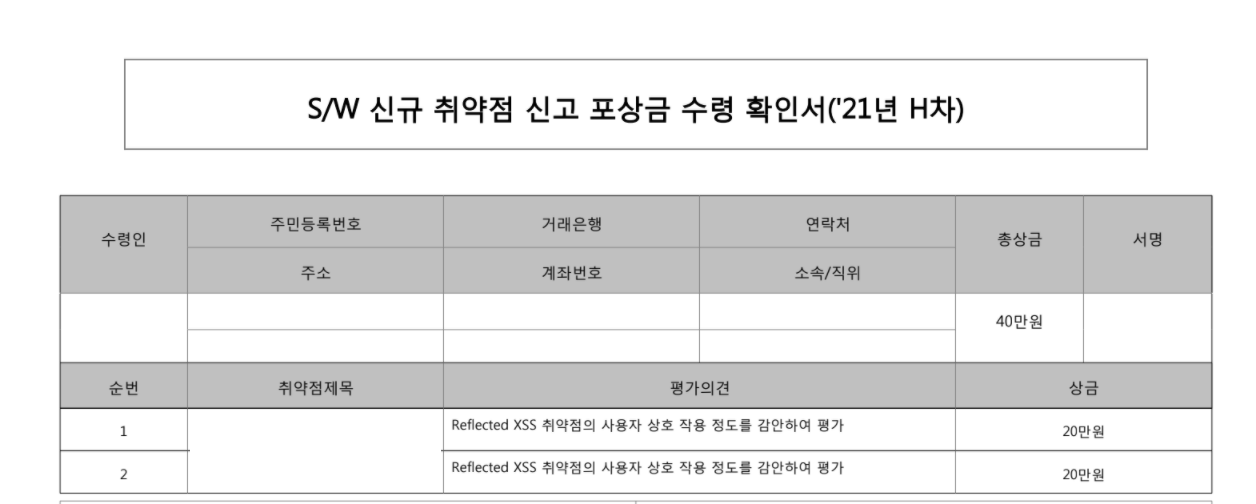 S/W 신규 취약점 신고 포상금 수령 확인서('21년 H차)
수령인 주민등록번호 거래은행 연락처 총상금 서명
주소 계좌번호 소속/직위
40만원
순번 취약점제목 평가의견 상금
1 Reflected XSS 취약점의 사용자 상호 작용 정도를 감안하여 평가 20만원
2 Reflected XSS 취약점의 사용자 상호 작용 정도를 감안하여 평가 20만원